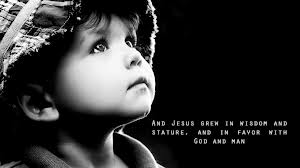 And Jesus grew in wisdom and
stature, and in favor with
God and man